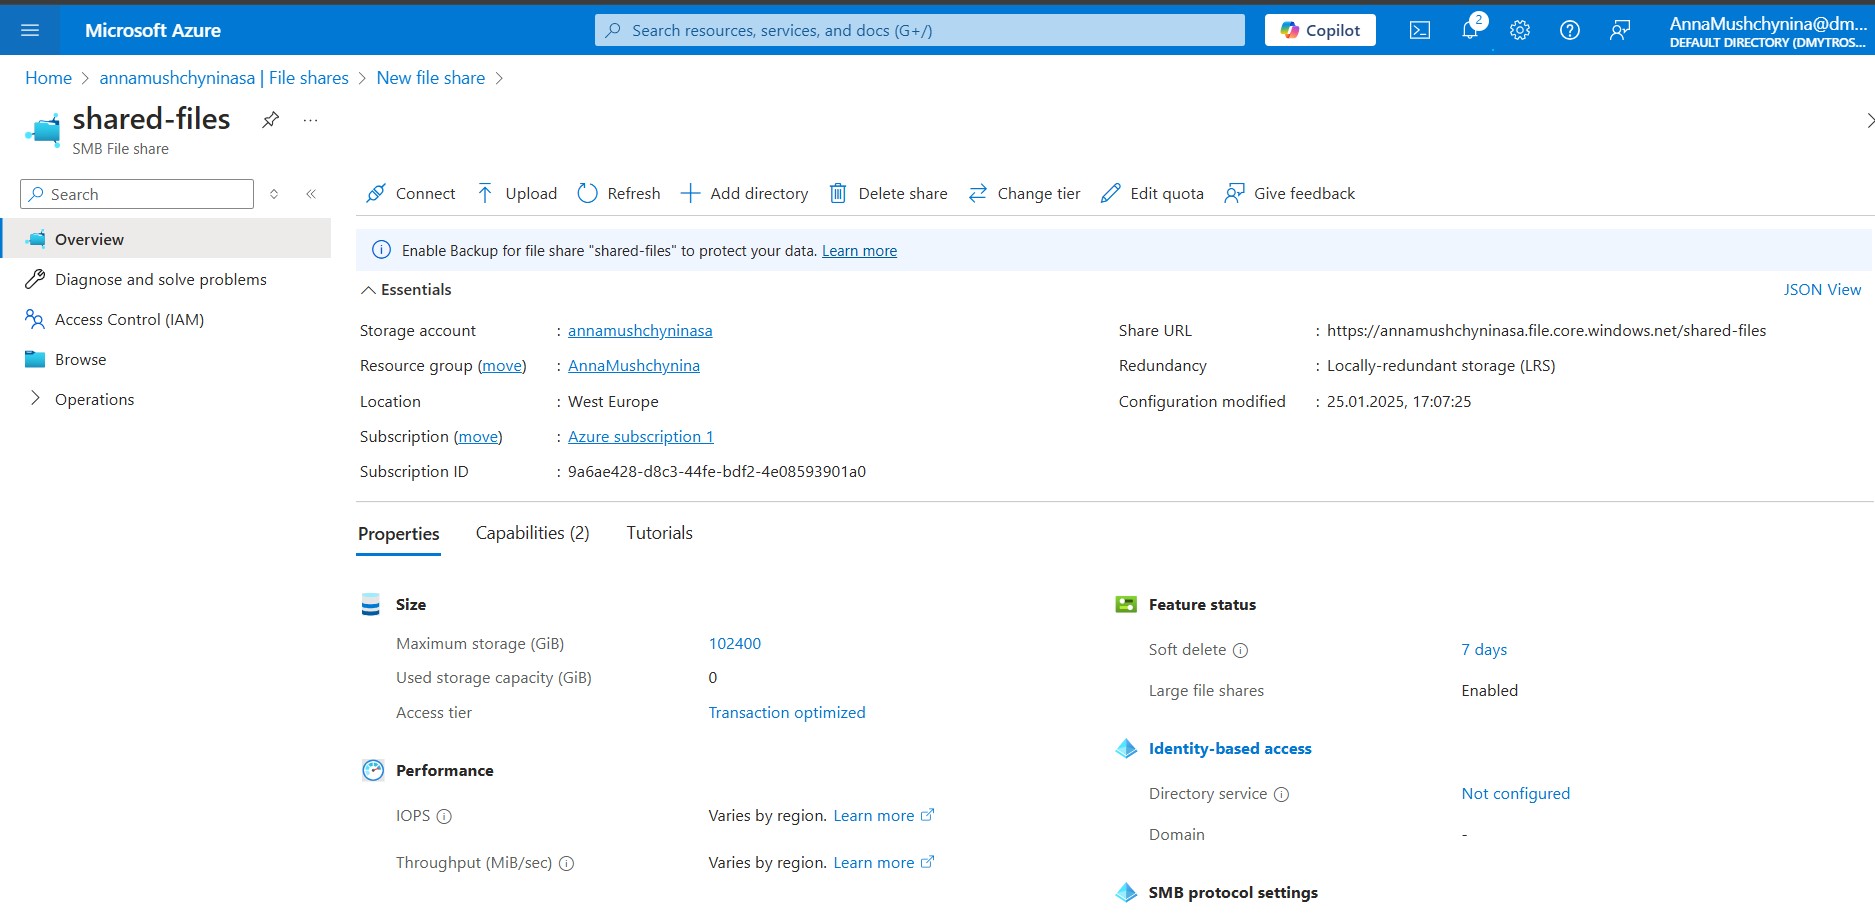 Microsoft Azure
Search resources, services, and docs (G+/)
Copilot
2
AnnaMushchynina@dm...
DEFAULT DIRECTORY (DMYTROS...
Home > annamushchyninasa | File shares > New file share >
shared-files
...
SMB File share
Search
Connect Upload Refresh Add directory Delete share Change tier Edit quota Give feedback
Overview
Diagnose and solve problems
Access Control (IAM)
Browse
Operations
Enable Backup for file share "shared-files" to protect your data. Learn more
Essentials
JSON View
Storage account : annamushchyninasa
Resource group (move) : AnnaMushchynina
Location : West Europe
Subscription (move) : Azure subscription 1
Subscription ID : 9a6ae428-d8c3-44fe-bdf2-4e08593901a0
Share URL : https://annamushchyninasa.file.core.windows.net/shared-files
Redundancy : Locally-redundant storage (LRS)
Configuration modified : 25.01.2025, 17:07:25
Properties Capabilities (2) Tutorials
Size
Maximum storage (GiB) 102400
Used storage capacity (GiB) 0
Access tier Transaction optimized
Performance
IOPS Varies by region. Learn more
Throughput (MiB/sec) Varies by region. Learn more
Feature status
Soft delete 7 days
Large file shares Enabled
Identity-based access
Directory service Not configured
Domain -
SMB protocol settings